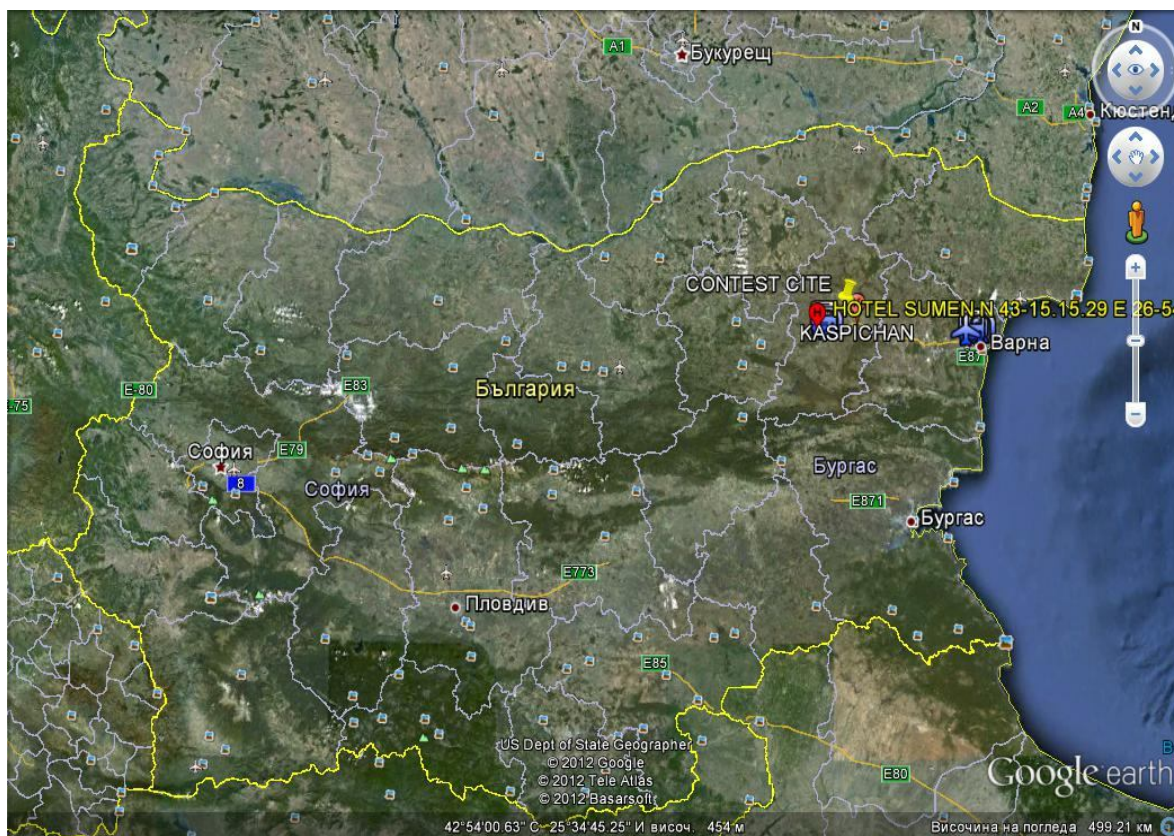 N
A1
Букурещ
A2
A4
Кюстенд
CONTEST CITE
HOTEL SUMEN N 43-15.15.29 E 26-54
KASPICHAN
Варна
E87
E-80
E83
България
E-75
София
E79
8
София
Бургас
E871
Бургас
E773
Пловдив
E85
US Dept of State Geographer
© 2012 Google
© 2012 Tele Atlas
© 2012 Basarsoft
E80
Google earth
42°54'00.63" С 25°34'45.25" И височ. 454 м
Височина на погледа 499.21 км